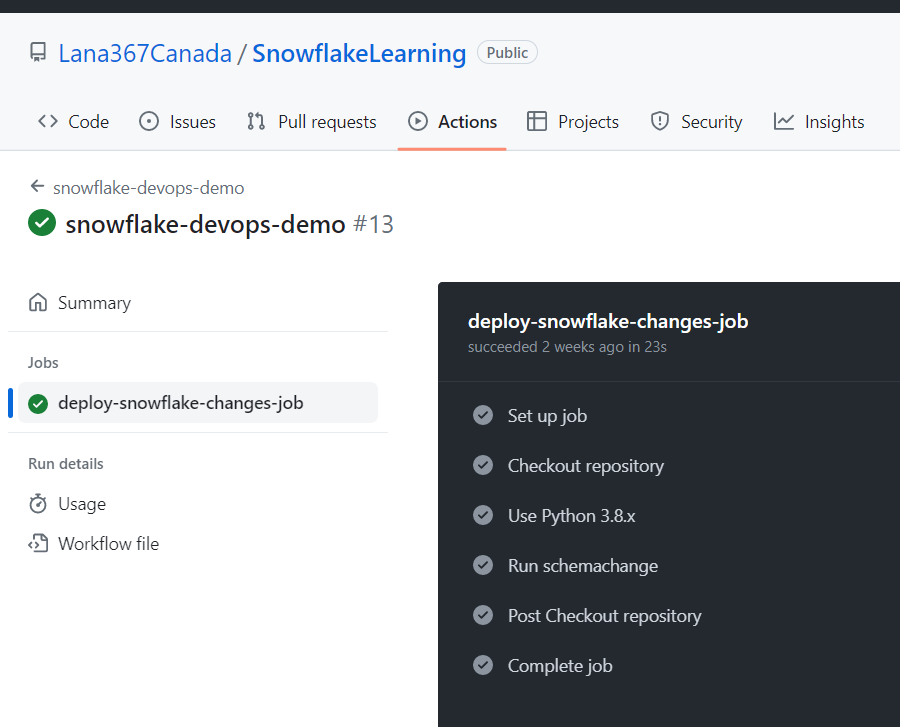 Lana367Canada / SnowflakeLearning Public
Code Issues Pull requests Actions Projects Security Insights
snowflake-devops-demo
snowflake-devops-demo #13
Summary
Jobs
deploy-snowflake-changes-job
Run details
Usage
Workflow file
deploy-snowflake-changes-job
succeeded 2 weeks ago in 23s
Set up job
Checkout repository
Use Python 3.8.x
Run schemachange
Post Checkout repository
Complete job